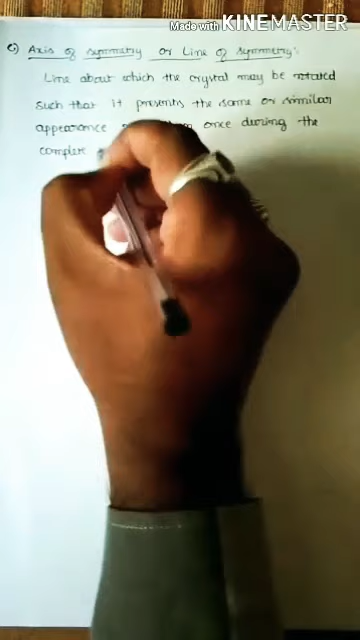 Made with KINEMASTER
c) Axis of symmetry or Line of symmetry:
Line about which the crystal may be rotated
such that it presents the same or similar
appearance once during the
complete